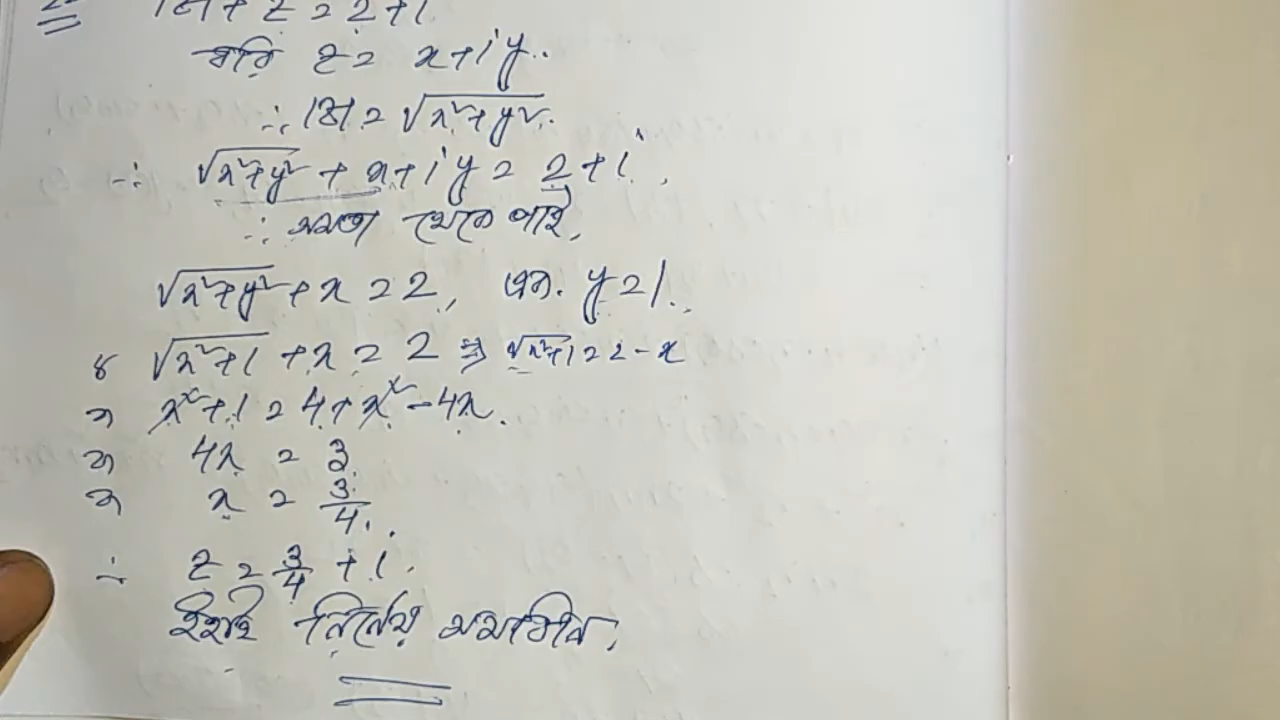 |z| + z = 2 + i
ধরি z = x + iy.
∴ |z| = √(x²+y²).
∴ √(x²+y²) + x + iy = 2 + i,
∴ সমতা থেকে পাই,
√(x²+y²) + x = 2, এবং y = 1.
√(x²+1) + x = 2 ⇒ √(x²+1) = 2 - x
⇒ x² + 1 = 4 + x² - 4x.
⇒ 4x = 3
⇒ x = 3/4.
∴ z = 3/4 + i.
ইহাই নির্ণেয় সমাধান,